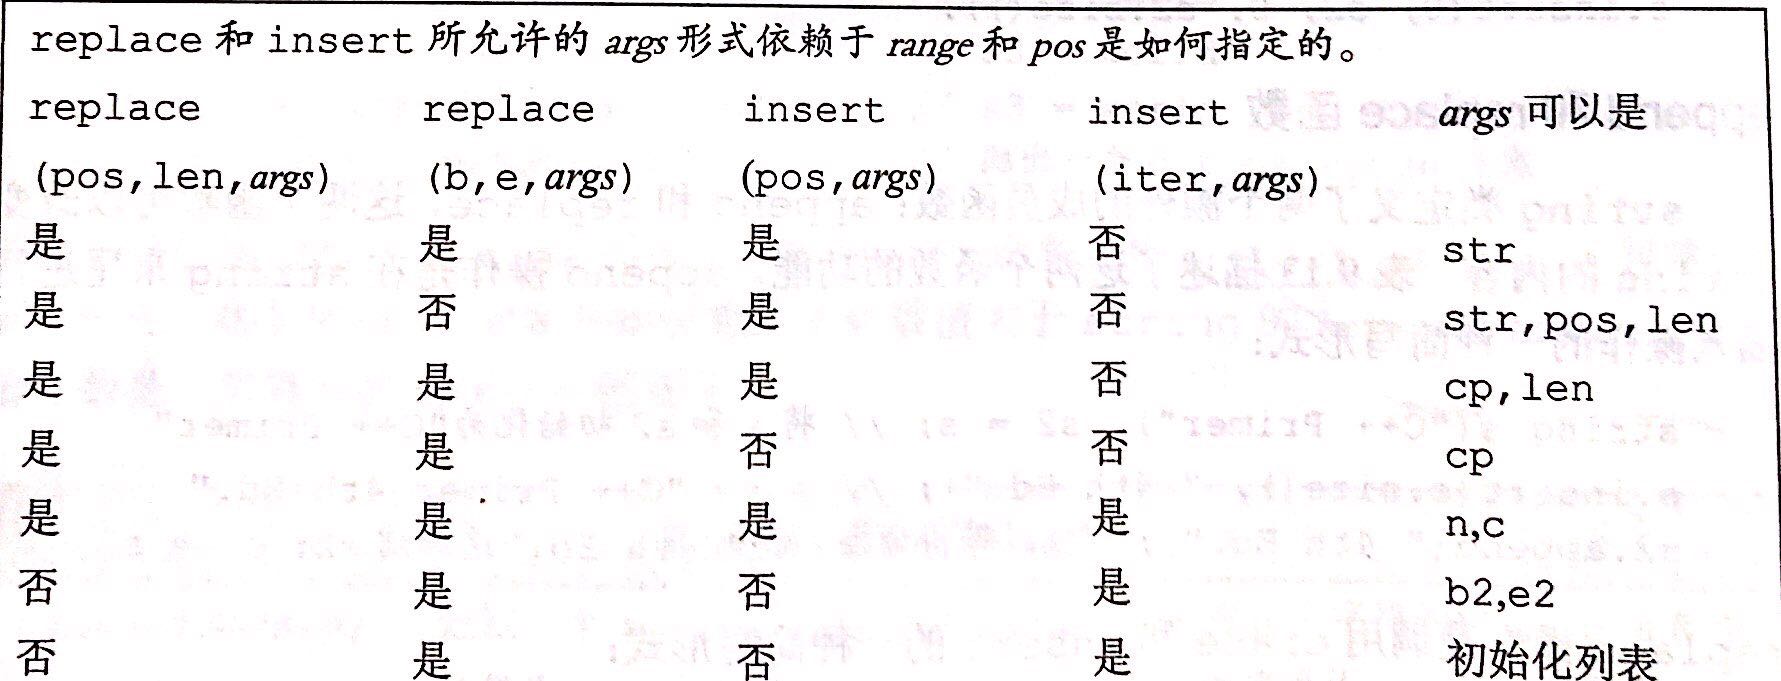 replace 和 insert 所允许的 args 形式依赖于 range 和 pos 是如何指定的。
replace replace insert insert args 可以是
(pos,len,args) (b,e,args) (pos,args) (iter,args)
是 是 是 否 str
是 否 是 否 str,pos,len
是 是 是 否 cp,len
是 是 否 否 cp
是 是 是 是 n,c
否 是 否 是 b2,e2
否 是 否 是 初始化列表